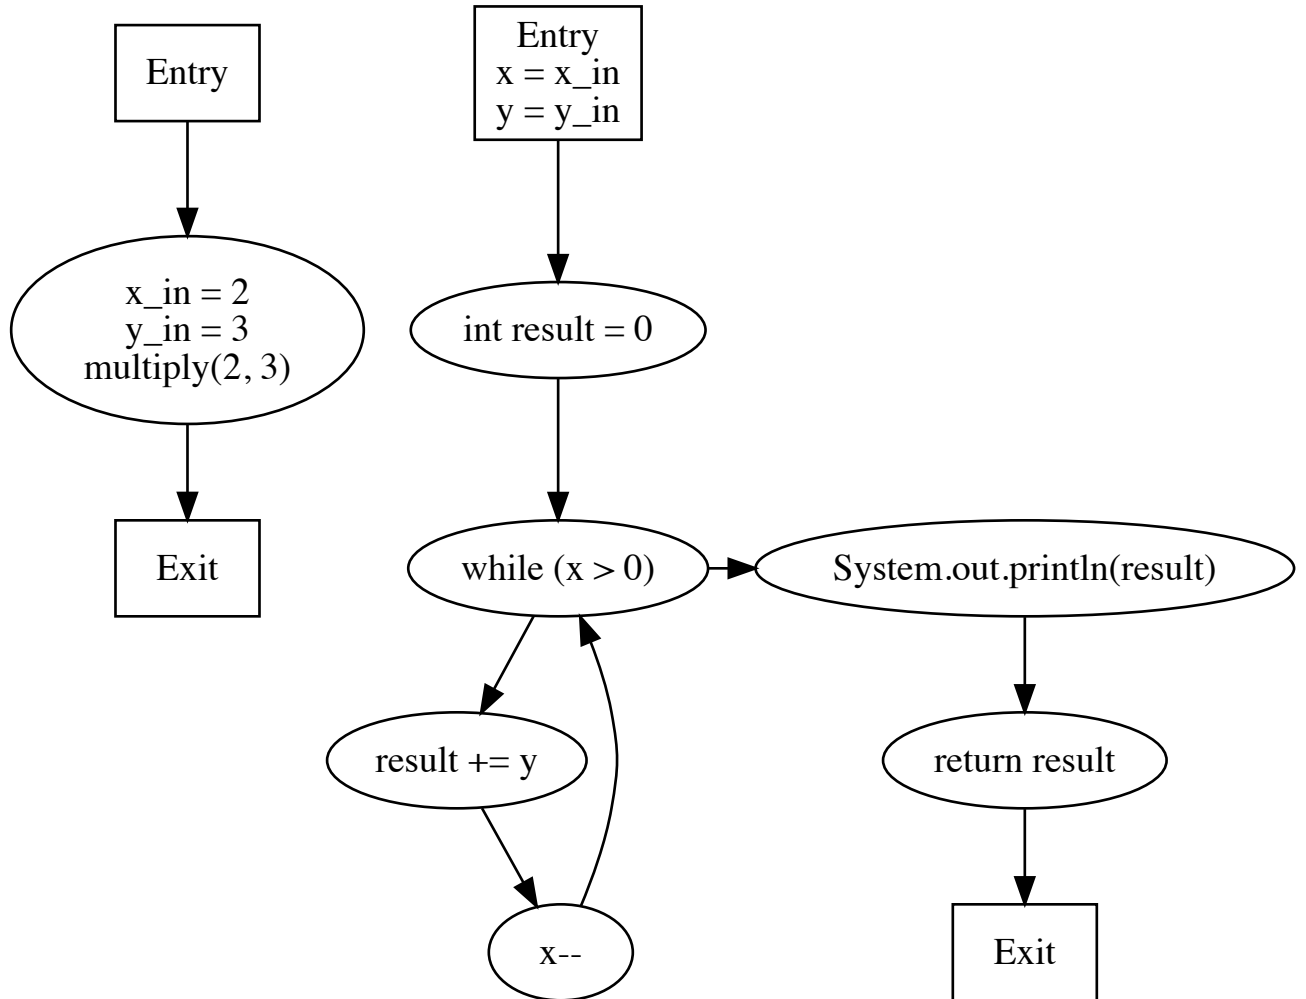 Entry
x_in = 2
y_in = 3
multiply(2, 3)
Exit
Entry
x = x_in
y = y_in
int result = 0
while (x > 0)
result += y
x--
System.out.println(result)
return result
Exit